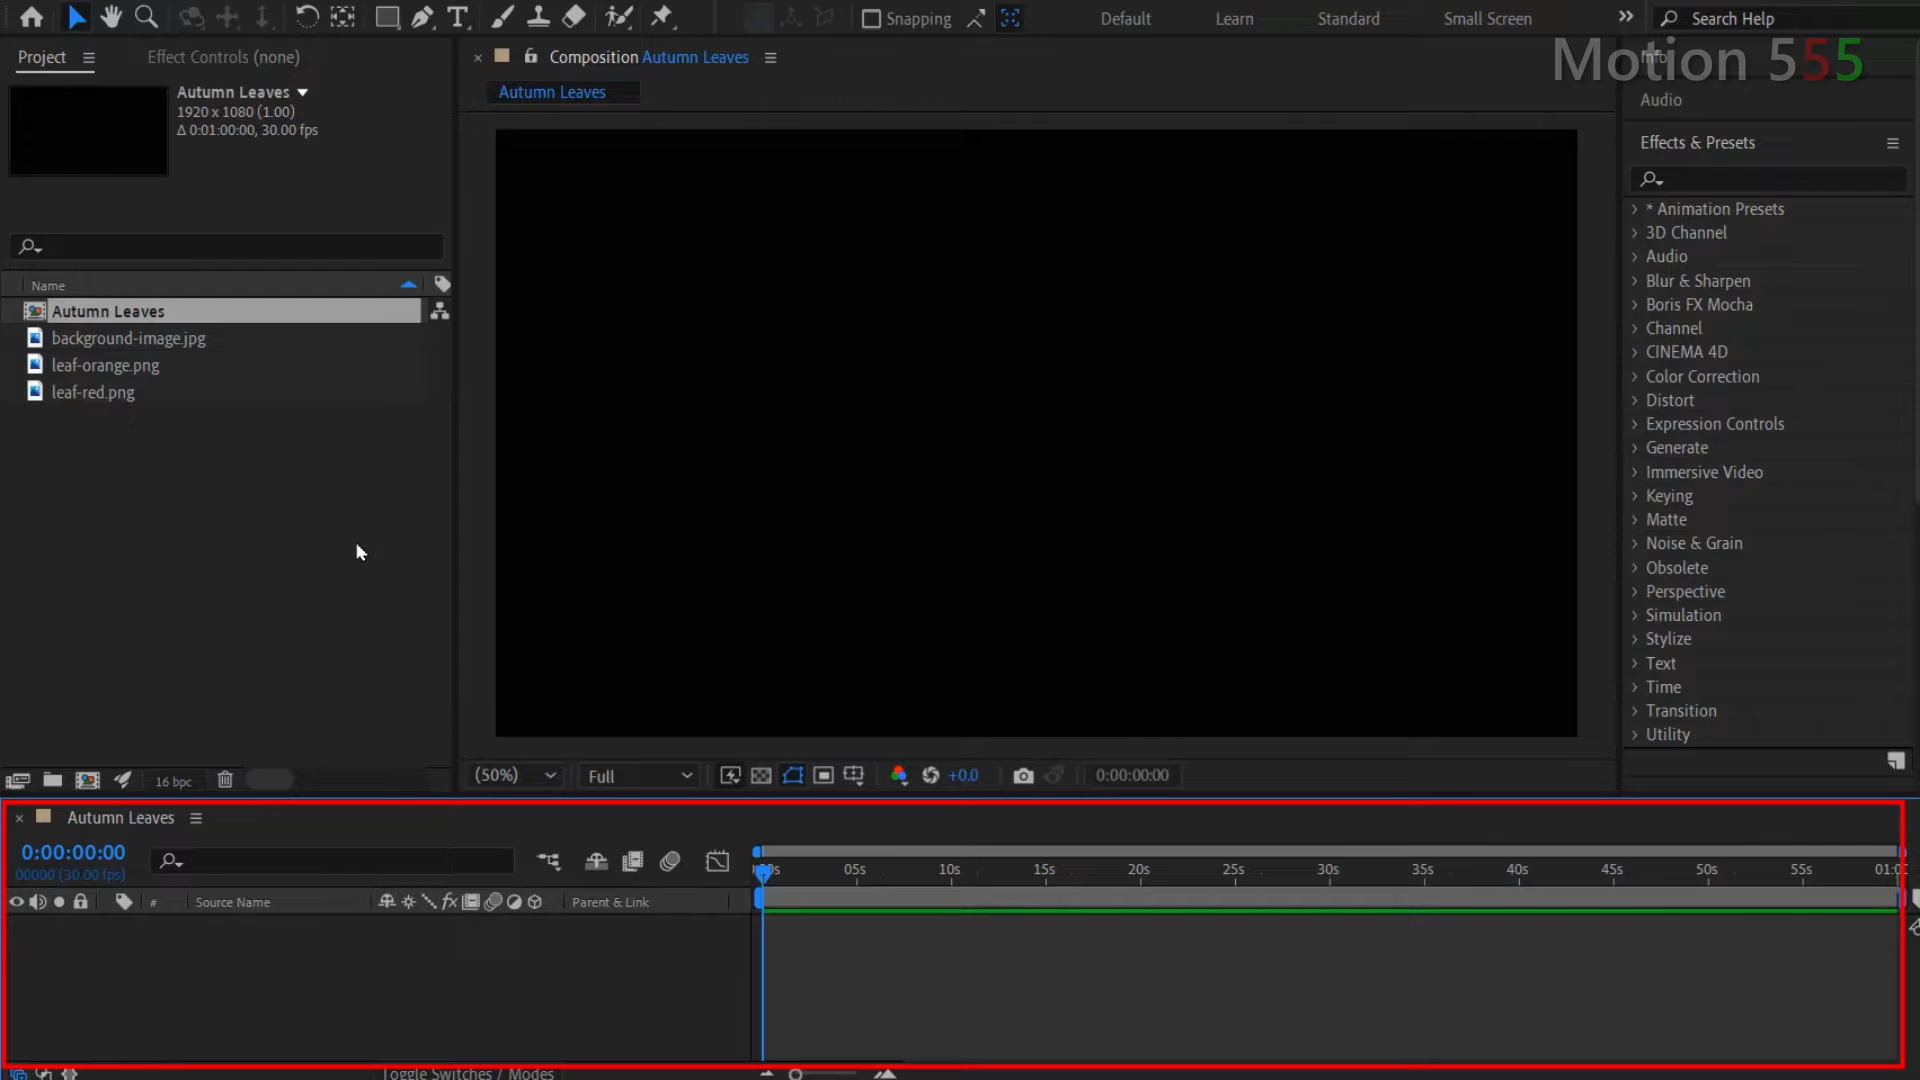 Snapping
Default
Learn
Standard
Small Screen
Search Help
Project
Effect Controls (none)
Composition Autumn Leaves
Motion 555
Info
Autumn Leaves
1920 x 1080 (1.00)
Δ 0:01:00:00, 30.00 fps
Autumn Leaves
Audio
Effects & Presets
Name
Autumn Leaves
background-image.jpg
leaf-orange.png
leaf-red.png
* Animation Presets
3D Channel
Audio
Blur & Sharpen
Boris FX Mocha
Channel
CINEMA 4D
Color Correction
Distort
Expression Controls
Generate
Immersive Video
Keying
Matte
Noise & Grain
Obsolete
Perspective
Simulation
Stylize
Text
Time
Transition
Utility
16 bpc
(50%)
Full
+0.0
0:00:00:00
Autumn Leaves
0:00:00:00
00000 (30.00 fps)
05s 10s 15s 20s 25s 30s 35s 40s 45s 50s 55s
# Source Name
fx
Parent & Link
Toggle Switches / Modes